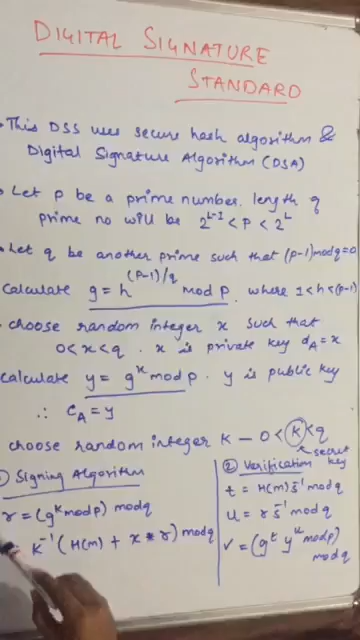 DIGITAL SIGNATURE
STANDARD
• This DSS uses secure hash algorithm &
Digital Signature Algorithm (DSA)
• Let P be a prime number. length of
prime no will be 2^(L-1) < P < 2^L
• Let q be another prime such that (p-1) mod q = 0
Calculate g = h^((p-1)/q) mod p. where 1<h<(p-1)
choose random integer x such that
0<x<q. x is private key dA = x
calculate y = g^x mod p. y is public key
∴ CA = y
choose random integer K – 0 < K < q
secret key
① Signing Algorithm
r = (g^k mod p) mod q
K^-1 (H(m) + x * r) mod q
② Verification
t = H(m) s^-1 mod q
u = r s^-1 mod q
v = (g^t y^u mod p)
mod q